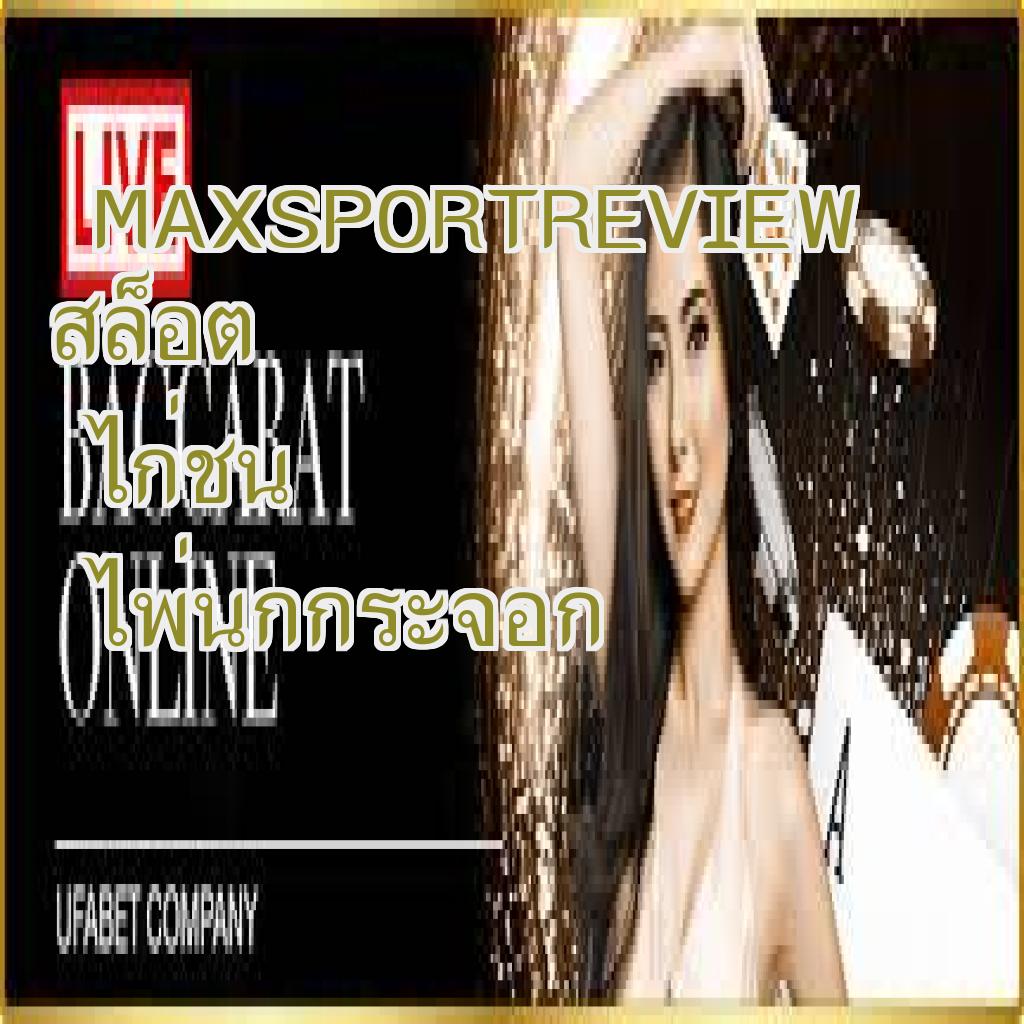 LIVE
MAXSPORTREVIEW
สล็อต
BACCARAT
ไก่ชน
ONLINE
ไพ่นกกระจอก
UFABET COMPANY
A